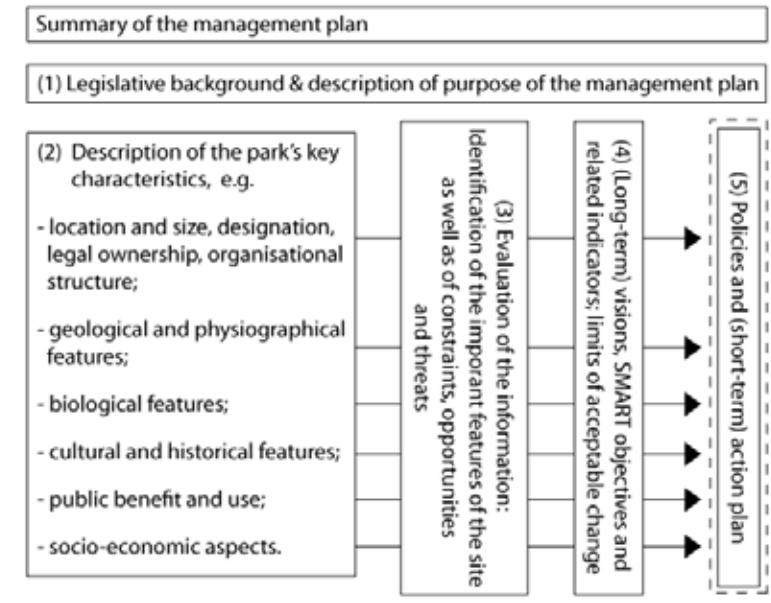 Summary of the management plan
(1) Legislative background & description of purpose of the management plan
(2) Description of the park's key
characteristics, e.g.
- location and size, designation,
legal ownership, organisational
structure;
- geological and physiographical
features;
- biological features;
- cultural and historical features;
- public benefit and use;
- socio-economic aspects.
(3) Evaluation of the information:
Identification of the imporant features of the site
as well as of constraints, opportunities
and threats
(4) (Long-term) visions, SMART objectives and
related indicators; limits of acceptable change
(5) Policies and (short-term) action plan